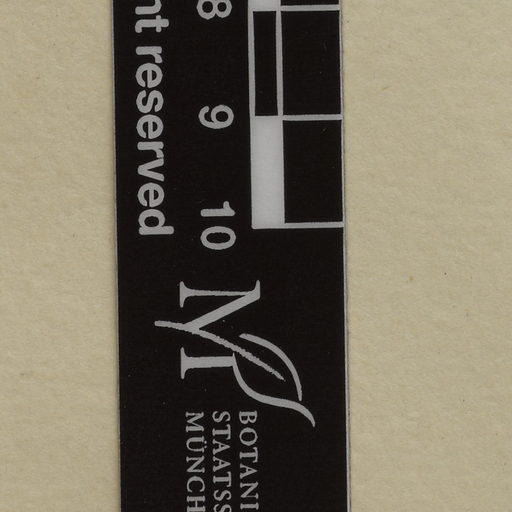 nt reserved
8 9 10
M
BOTANI
STAATSS
MÜNCH